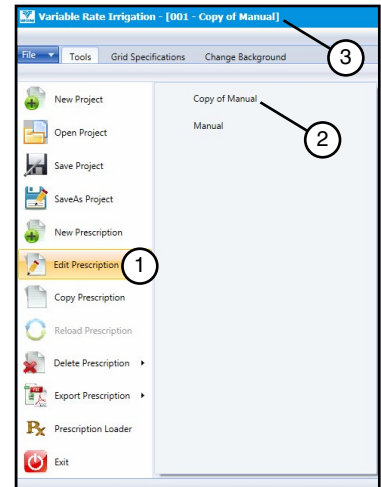 Variable Rate Irrigation - [001 - Copy of Manual]
3
File Tools Grid Specifications Change Background
New Project
Copy of Manual
2
Open Project
Manual
Save Project
SaveAs Project
New Prescription
Edit Prescription 1
Copy Prescription
Reload Prescription
Delete Prescription
Export Prescription
Rx Prescription Loader
Exit